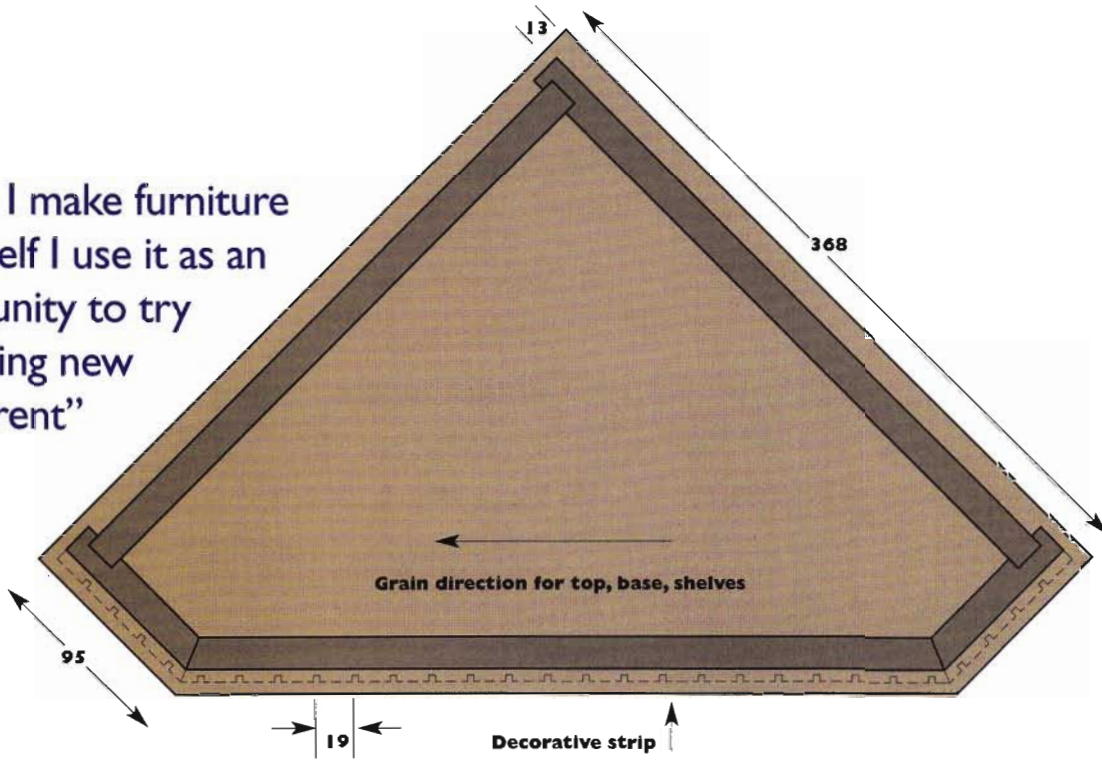 13
I make furniture
elf I use it as an
unity to try
ing new
rent”
368
Grain direction for top, base, shelves
95
19
Decorative strip